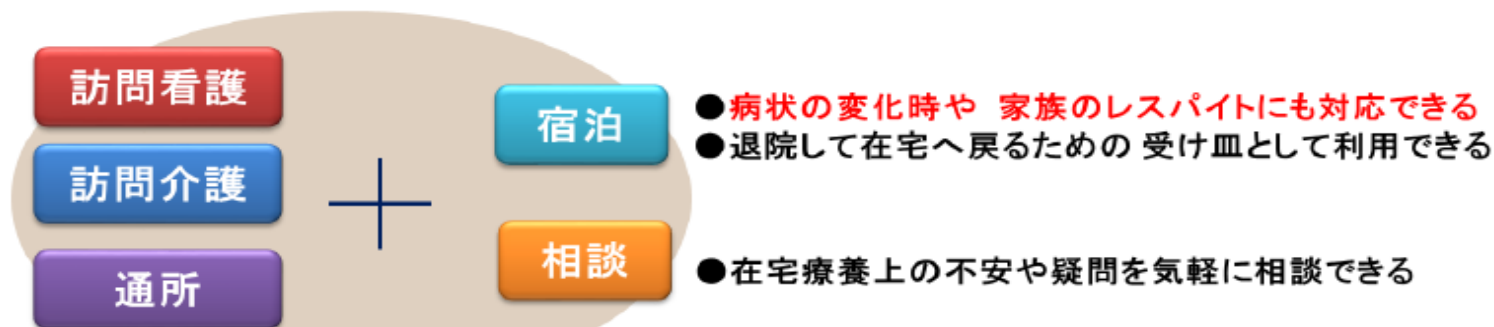 訪問看護
訪問介護
通所
宿泊
●病状の変化時や 家族のレスパイトにも対応できる
●退院して在宅へ戻るための 受け皿として利用できる
相談
●在宅療養上の不安や疑問を気軽に相談できる